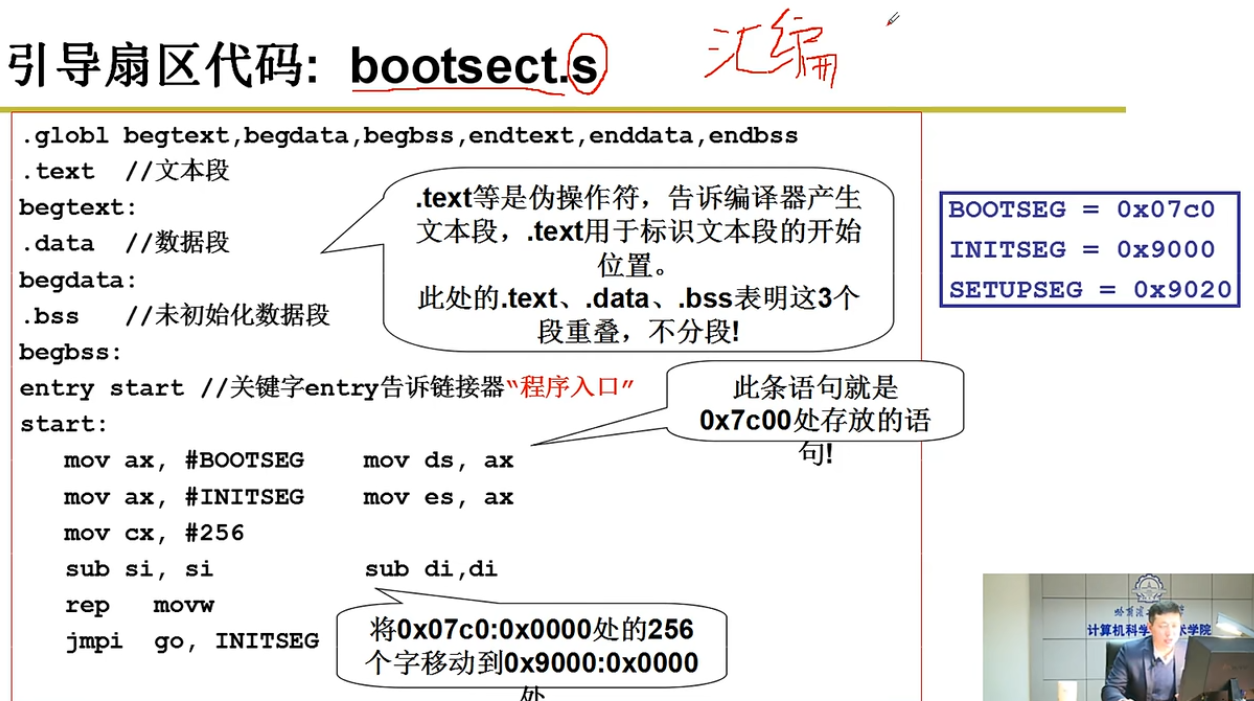 汇编
引导扇区代码: bootsect.s
.globl begtext,begdata,begbss,endtext,enddata,endbss
.text //文本段
begtext:
.data //数据段
begdata:
.bss //未初始化数据段
begbss:
entry start //关键字entry告诉链接器“程序入口”
start:
mov ax, #BOOTSEG mov ds, ax
mov ax, #INITSEG mov es, ax
mov cx, #256
sub si, si sub di,di
rep movw
jmpi go, INITSEG
.text等是伪操作符，告诉编译器产生
文本段，.text用于标识文本段的开始
位置。
此处的.text、.data、.bss表明这3个
段重叠，不分段!
此条语句就是
0x7c00处存放的语
句!
将0x07c0:0x0000处的256
个字移动到0x9000:0x0000
处
BOOTSEG = 0x07c0
INITSEG = 0x9000
SETUPSEG = 0x9020
计算机科学
术学院